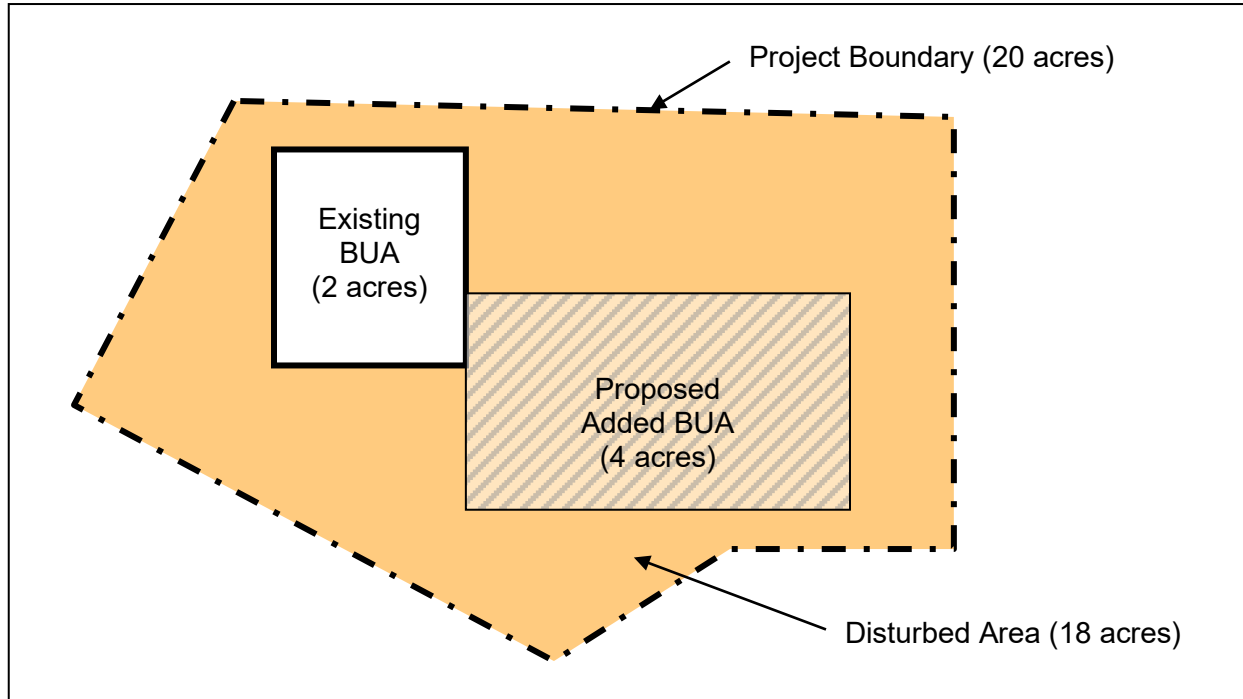 Project Boundary (20 acres)
Existing
BUA
(2 acres)
Proposed
Added BUA
(4 acres)
Disturbed Area (18 acres)